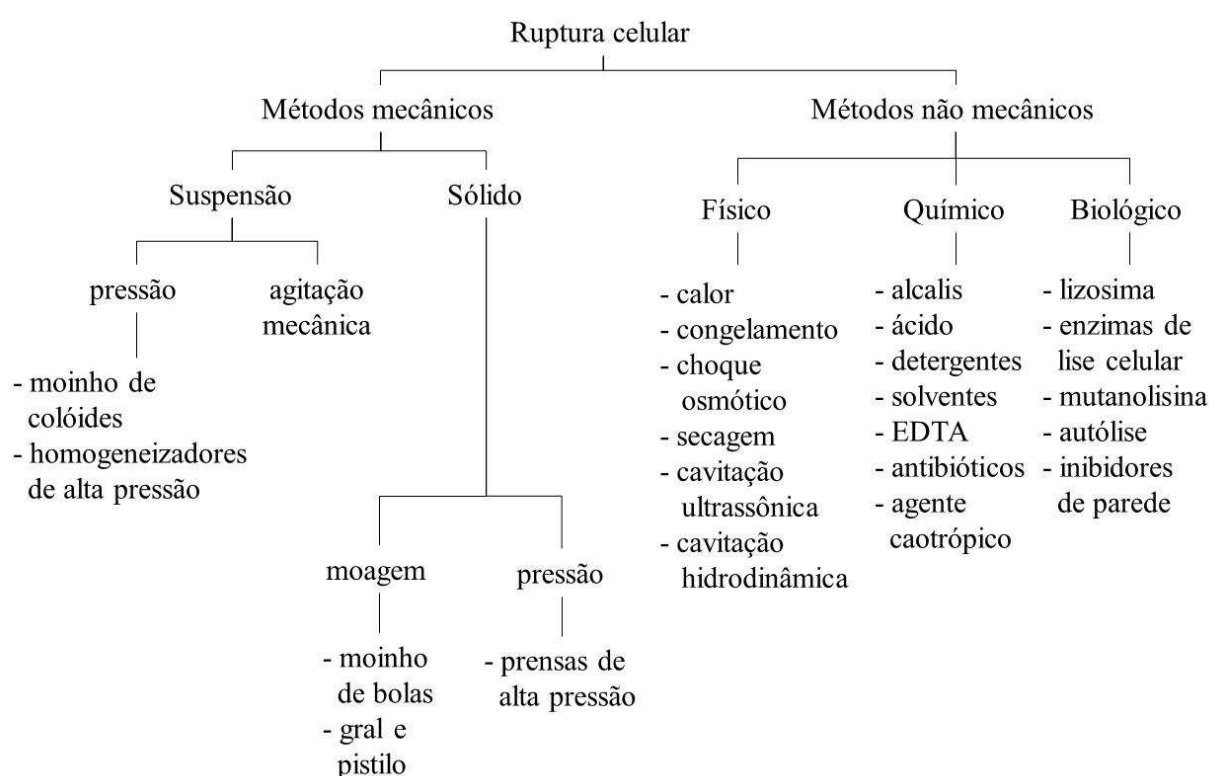 Ruptura celular
Métodos mecânicos
Métodos não mecânicos
Suspensão
Sólido
Físico
Químico
Biológico
pressão
agitação
mecânica
- moinho de
colóides
- homogeneizadores
de alta pressão
moagem
pressão
- moinho
de bolas
- gral e
pistilo
- prensas de
alta pressão
- calor
- congelamento
- choque
osmótico
- secagem
- cavitação
ultrassônica
- cavitação
hidrodinâmica
- alcalis
- ácido
- detergentes
- solventes
- EDTA
- antibióticos
- agente
caotrópico
- lizosima
- enzimas de
lise celular
- mutanolisina
- autólise
- inibidores
de parede